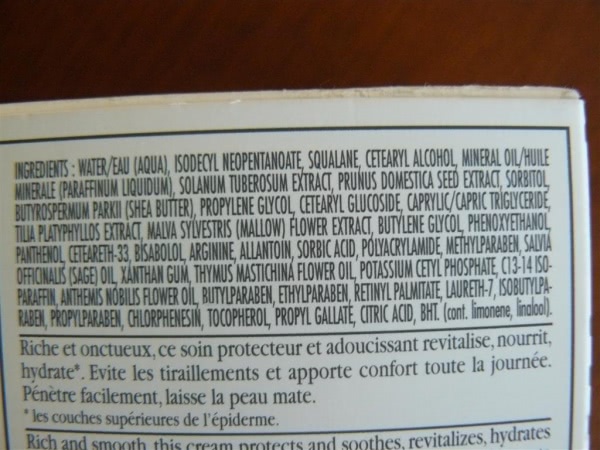 INGREDIENTS : WATER/EAU (AQUA), ISODECYL NEOPENTANOATE, SQUALANE, CETEARYL ALCOHOL, MINERAL OIL/HUILE
MINERALE (PARAFFINUM LIQUIDUM), SOLANUM TUBEROSUM EXTRACT, PRUNUS DOMESTICA SEED EXTRACT, SORBITOL,
BUTYROSPERMUM PARKII (SHEA BUTTER), PROPYLENE GLYCOL, CETEARYL GLUCOSIDE, CAPRYLIC/CAPRIC TRIGLYCERIDE,
TILIA PLATYPHYLLOS EXTRACT, MALVA SYLVESTRIS (MALLOW) FLOWER EXTRACT, BUTYLENE GLYCOL, PHENOXYETHANOL,
PANTHENOL, CETEARETH-33, BISABOLOL, ARGININE, ALLANTOIN, SORBIC ACID, POLYACRYLAMIDE, METHYLPARABEN, SALVIA
OFFICINALIS (SAGE) OIL, XANTHAN GUM, THYMUS MASTICHINA FLOWER OIL, POTASSIUM CETYL PHOSPHATE, C13-14 ISO-
PARAFFIN, ANTHEMIS NOBILIS FLOWER OIL, BUTYLPARABEN, ETHYLPARABEN, RETINYL PALMITATE, LAURETH-7, ISOBUTYLPA-
RABEN, PROPYLPARABEN, CHLORPHENESIN, TOCOPHEROL, PROPYL GALLATE, CITRIC ACID, BHT. (cont. limonene, linalool).
Riche et onctueux, ce soin protecteur et adoucissant revitalise, nourrit,
hydrate*. Evite les tiraillements et apporte confort toute la journée.
Pénètre facilement, laisse la peau mate.
* les couches supérieures de l'épiderme.
Rich and smooth, this cream protects and soothes, revitalizes, hydrates